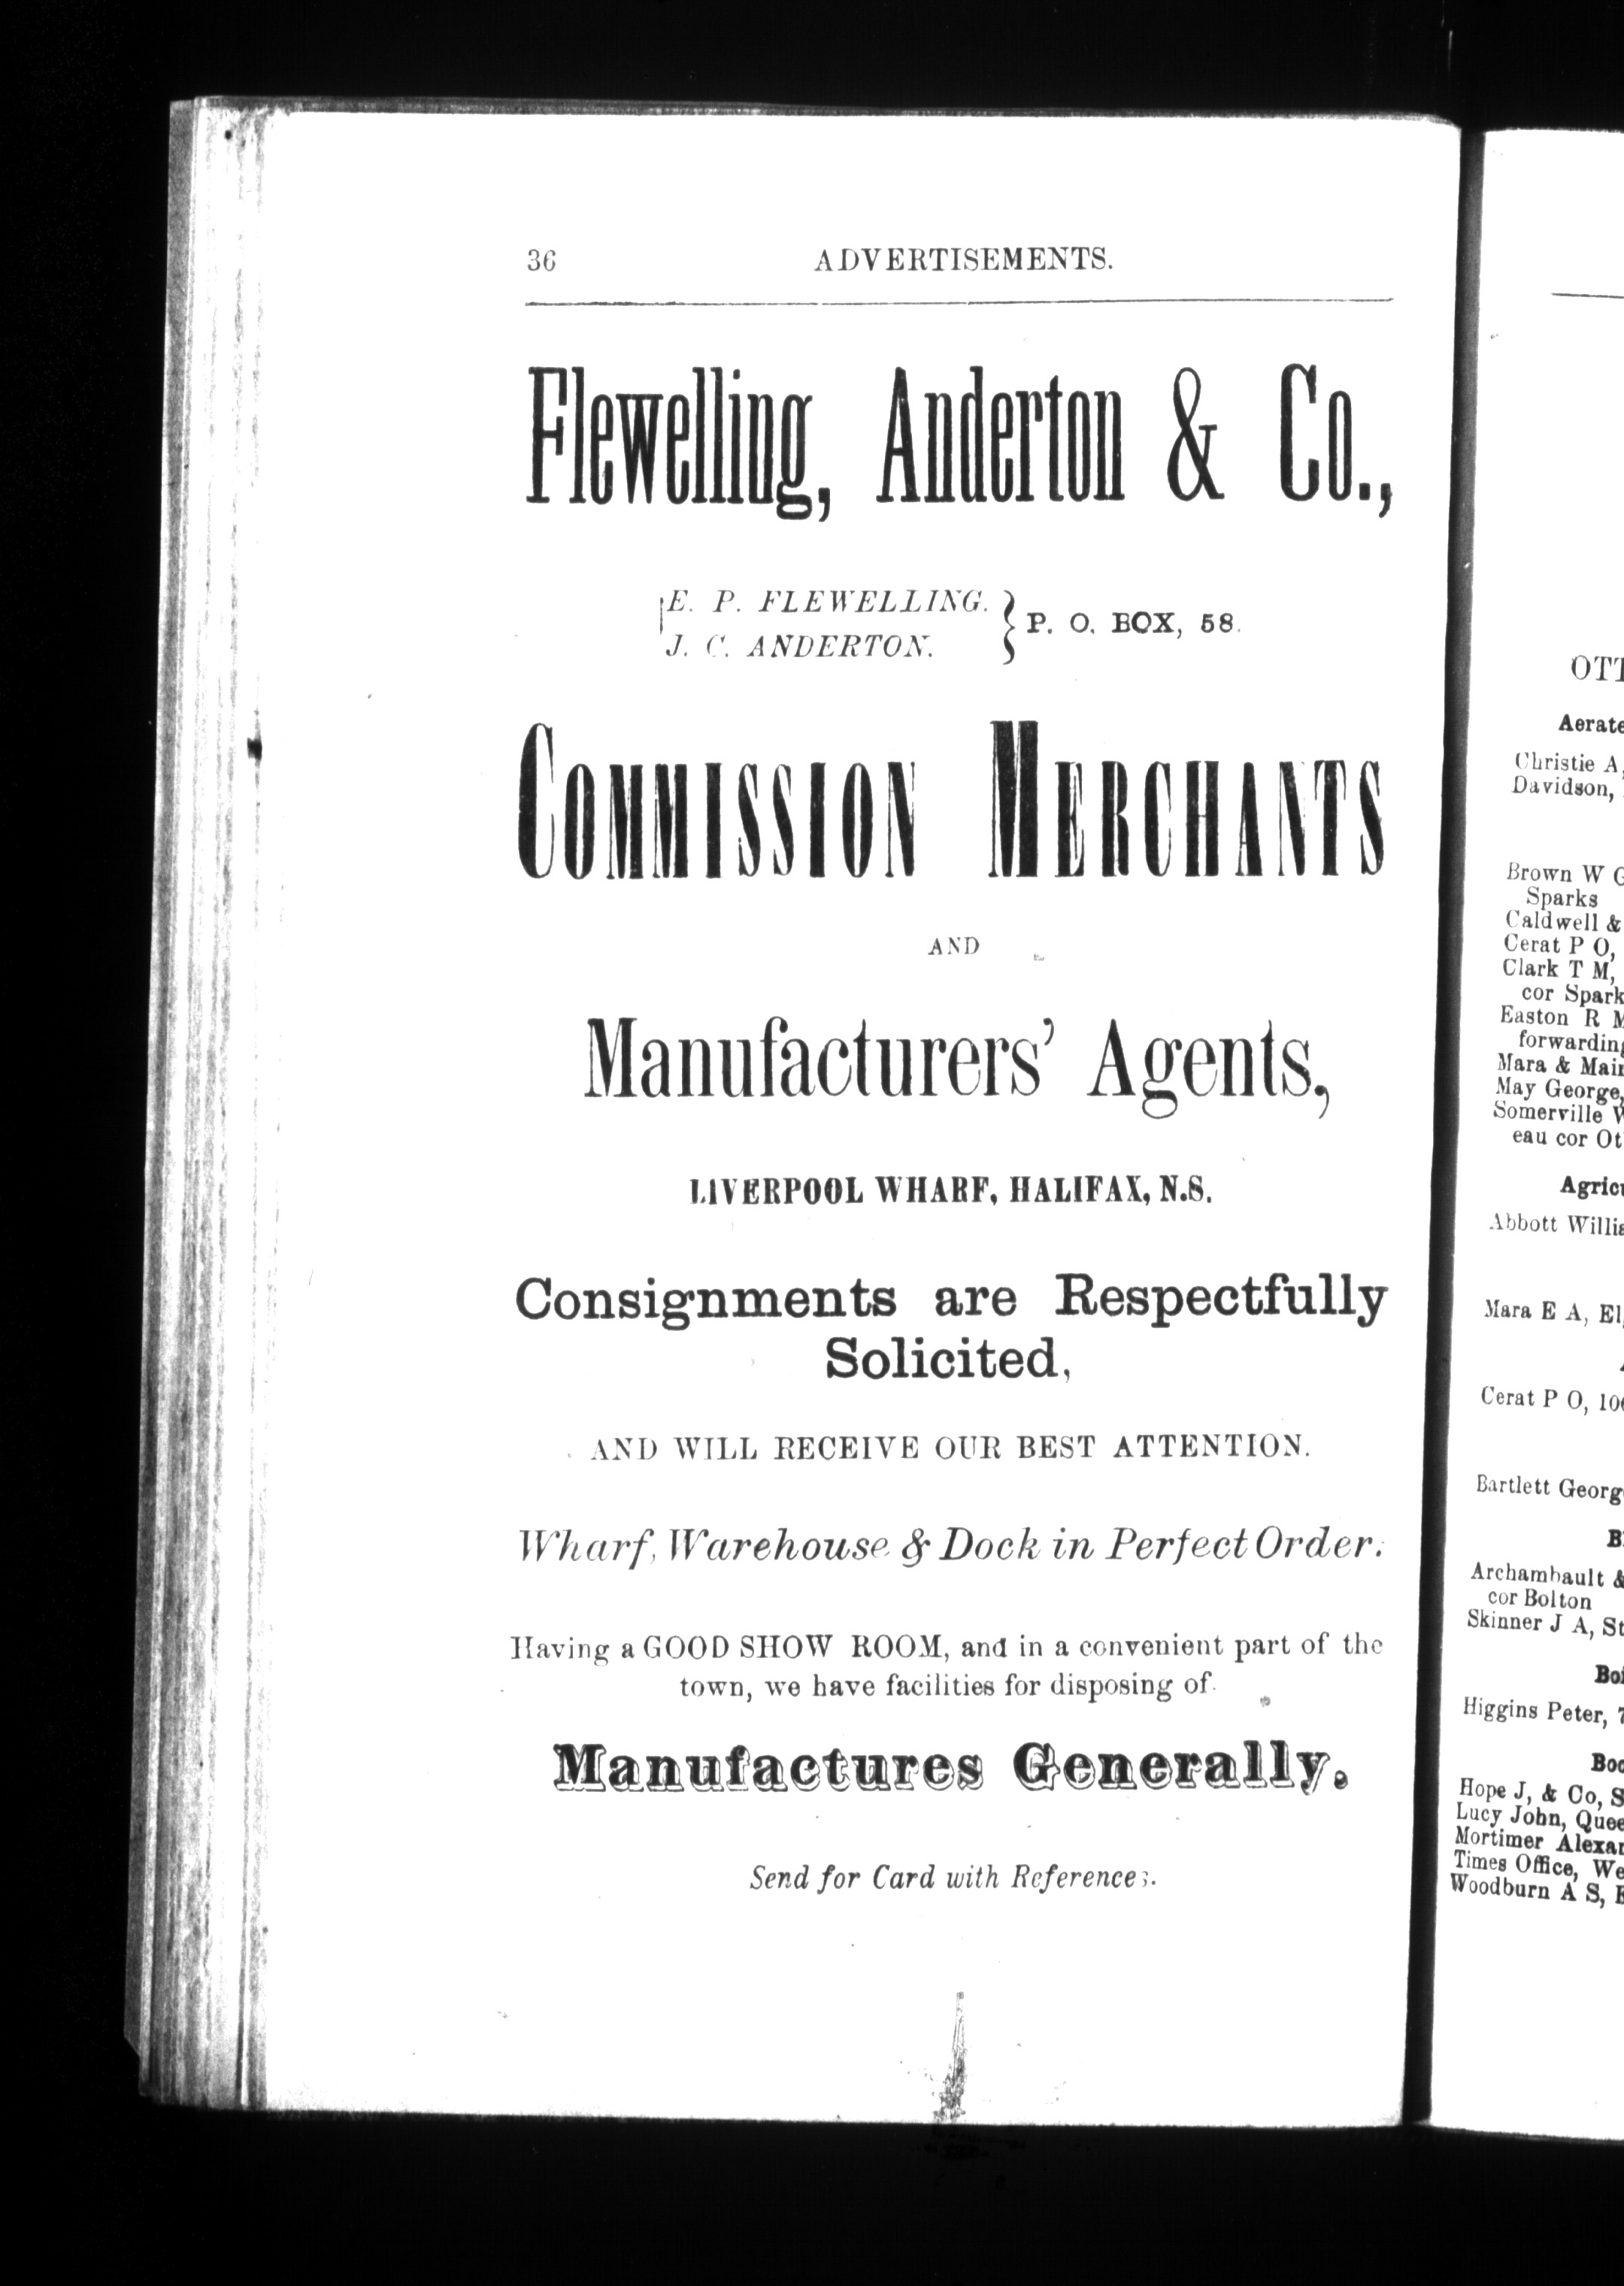 36 ADVERTISEMENTS.
Flewelling, Anderton & Co.,
E. P. FLEWELLING.
J. C. ANDERTON.
P. O. BOX, 58.
COMMISSION MERCHANTS
AND
Manufacturers' Agents,
LIVERPOOL WHARF, HALIFAX, N.S.
Consignments are Respectfully
Solicited,
AND WILL RECEIVE OUR BEST ATTENTION.
Wharf, Warehouse & Dock in Perfect Order.
Having a GOOD SHOW ROOM, and in a convenient part of the
town, we have facilities for disposing of
Manufactures Generally.
Send for Card with References.
OTT
Aerate
Christie A,
Davidson,
Brown W G
Sparks
Caldwell &
Cerat P O,
Clark T M,
cor Spark
Easton R M
forwarding
Mara & Mair
May George,
Somerville W
eau cor Ot
Agricu
Abbott Willia
Mara E A, El
Cerat P O, 10
Bartlett Georg
B
Archambault &
cor Bolton
Skinner J A, St
Boi
Higgins Peter, 7
Boo
Hope J, & Co, S
Lucy John, Quee
Mortimer Alexan
Times Office, We
Woodburn A S, E